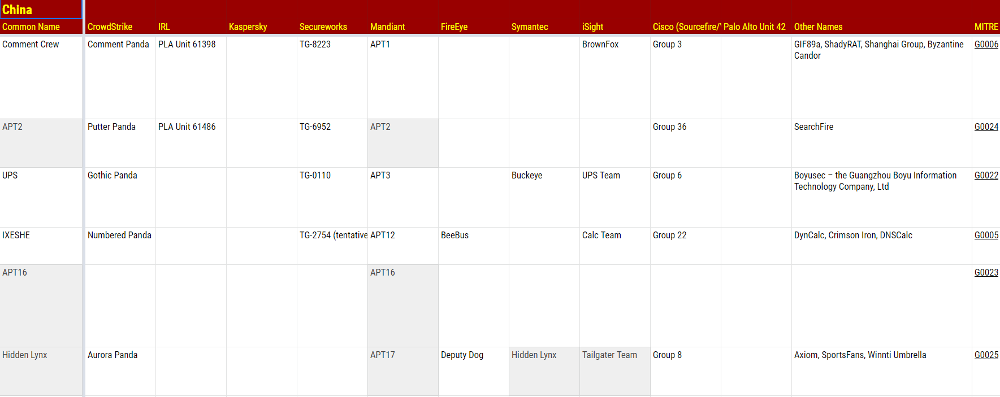 China
Common Name CrowdStrike IRL Kaspersky Secureworks Mandiant FireEye Symantec iSight Cisco (Sourcefire/V Palo Alto Unit 42 Other Names MITRE
Comment Crew Comment Panda PLA Unit 61398 TG-8223 APT1 BrownFox Group 3 GIF89a, ShadyRAT, Shanghai Group, Byzantine G0006
Candor
APT2 Putter Panda PLA Unit 61486 TG-6952 APT2 Group 36 SearchFire G0024
UPS Gothic Panda TG-0110 APT3 Buckeye UPS Team Group 6 Boyusec – the Guangzhou Boyu Information G0022
Technology Company, Ltd
IXESHE Numbered Panda TG-2754 (tentative APT12 BeeBus Calc Team Group 22 DynCalc, Crimson Iron, DNSCalc G0005
APT16 APT16 G0023
Hidden Lynx Aurora Panda APT17 Deputy Dog Hidden Lynx Tailgater Team Group 8 Axiom, SportsFans, Winnti Umbrella G0025